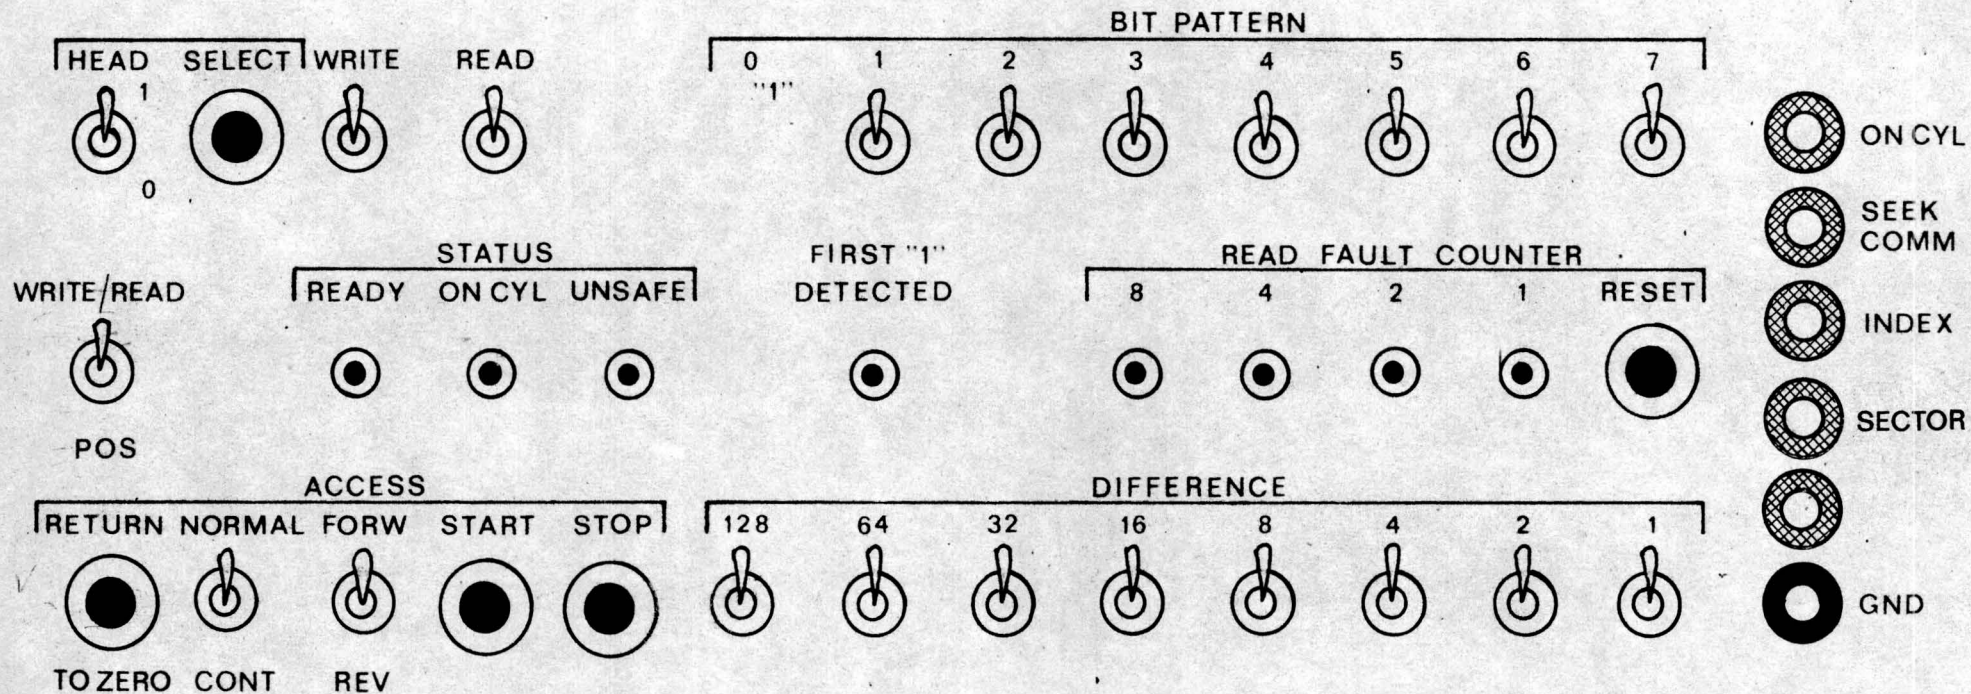 BIT PATTERN
HEAD SELECT WRITE READ
0 1 2 3 4 5 6 7
1 "1"
0
ON CYL
SEEK
COMM
STATUS
FIRST "1"
DETECTED
READ FAULT COUNTER
WRITE/READ
READY ON CYL UNSAFE
8 4 2 1 RESET
INDEX
POS
SECTOR
ACCESS
DIFFERENCE
RETURN NORMAL FORW START STOP
128 64 32 16 8 4 2 1
GND
TO ZERO CONT REV